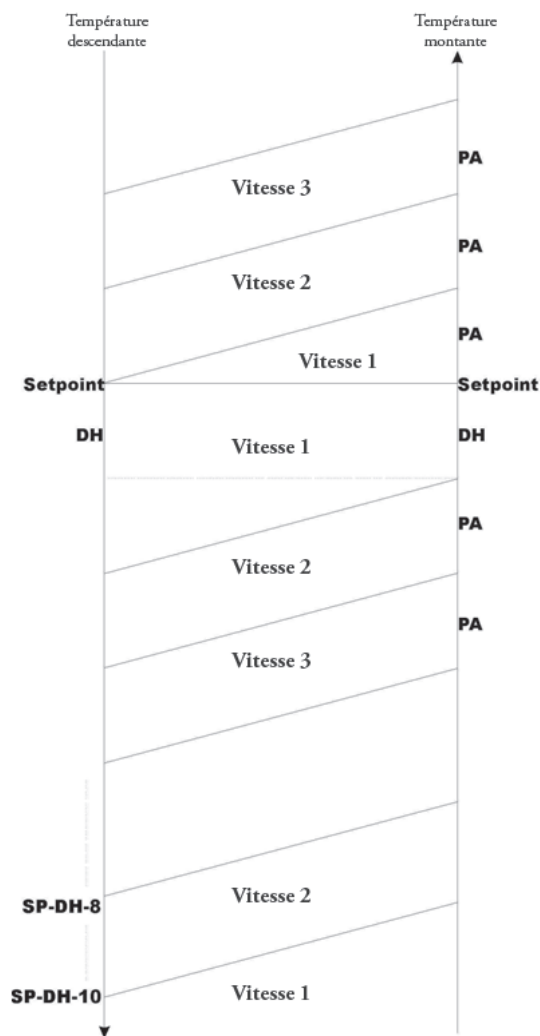 Température
descendante
Température
montante
PA
Vitesse 3
PA
Vitesse 2
PA
Vitesse 1
Setpoint
Setpoint
DH
DH
Vitesse 1
PA
Vitesse 2
PA
Vitesse 3
Vitesse 2
SP-DH-8
Vitesse 1
SP-DH-10